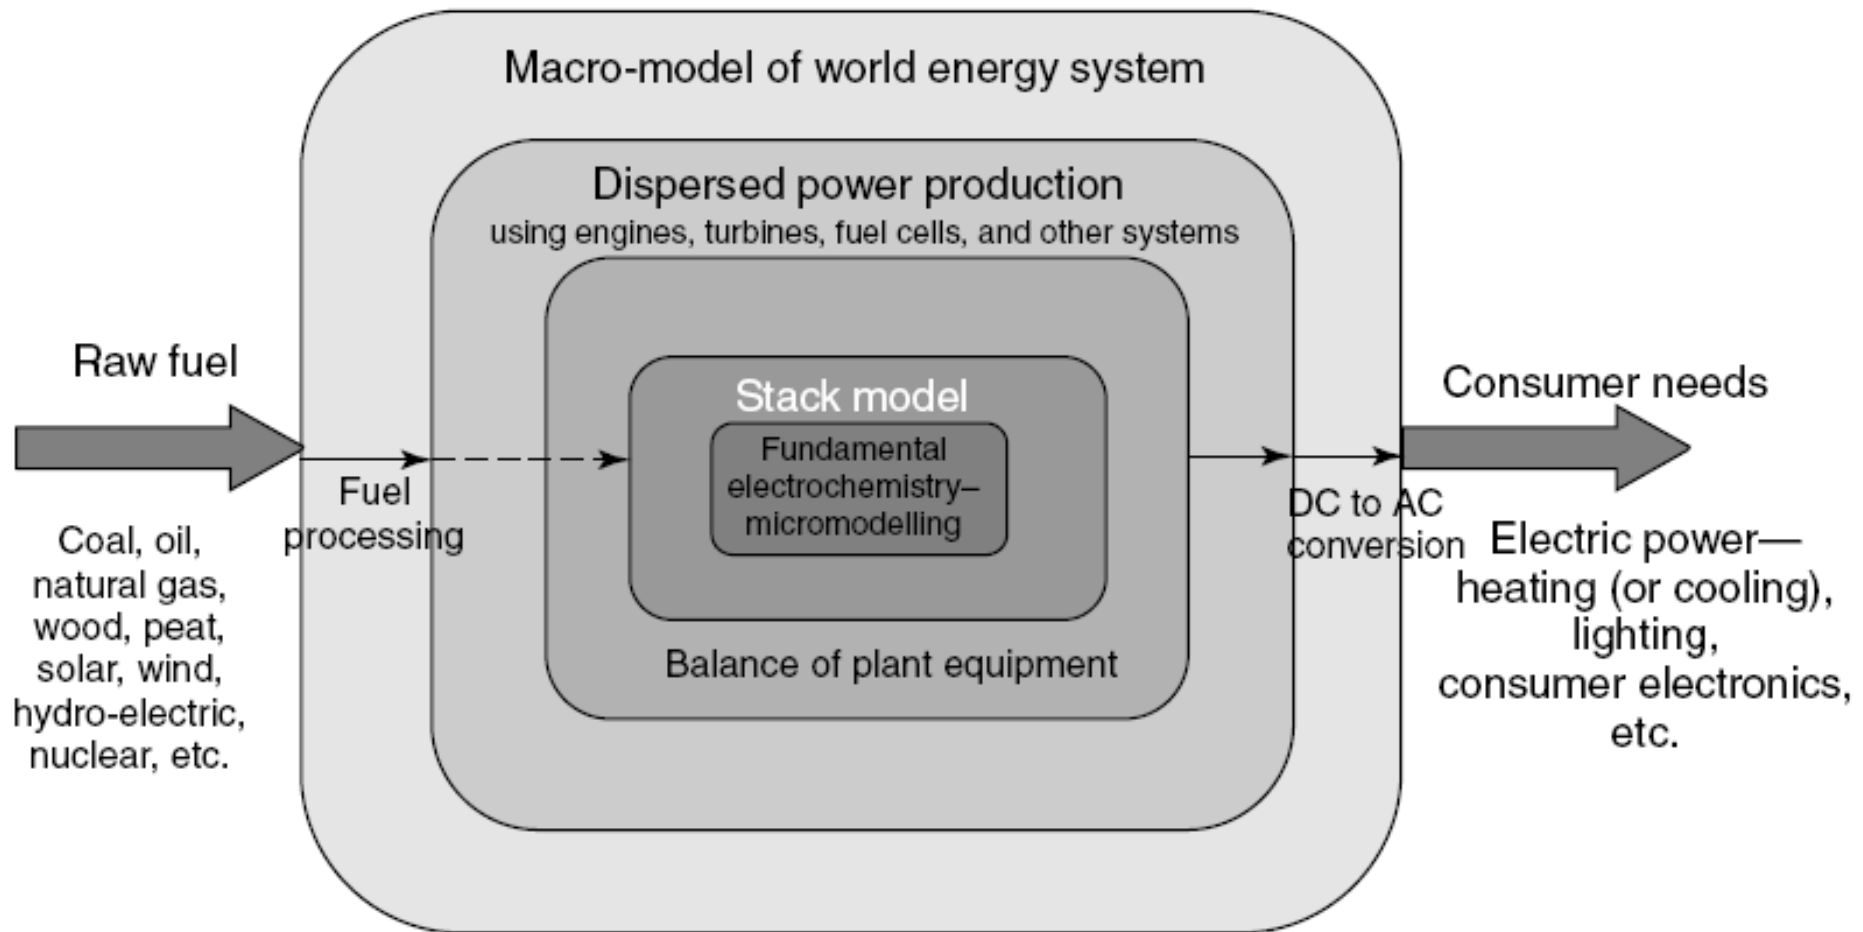 Macro-model of world energy system
Dispersed power production
using engines, turbines, fuel cells, and other systems
Raw fuel
Coal, oil,
natural gas,
wood, peat,
solar, wind,
hydro-electric,
nuclear, etc.
Fuel
processing
Stack model
Fundamental
electrochemistry–
micromodelling
Balance of plant equipment
DC to AC
conversion
Consumer needs
Electric power—
heating (or cooling),
lighting,
consumer electronics,
etc.